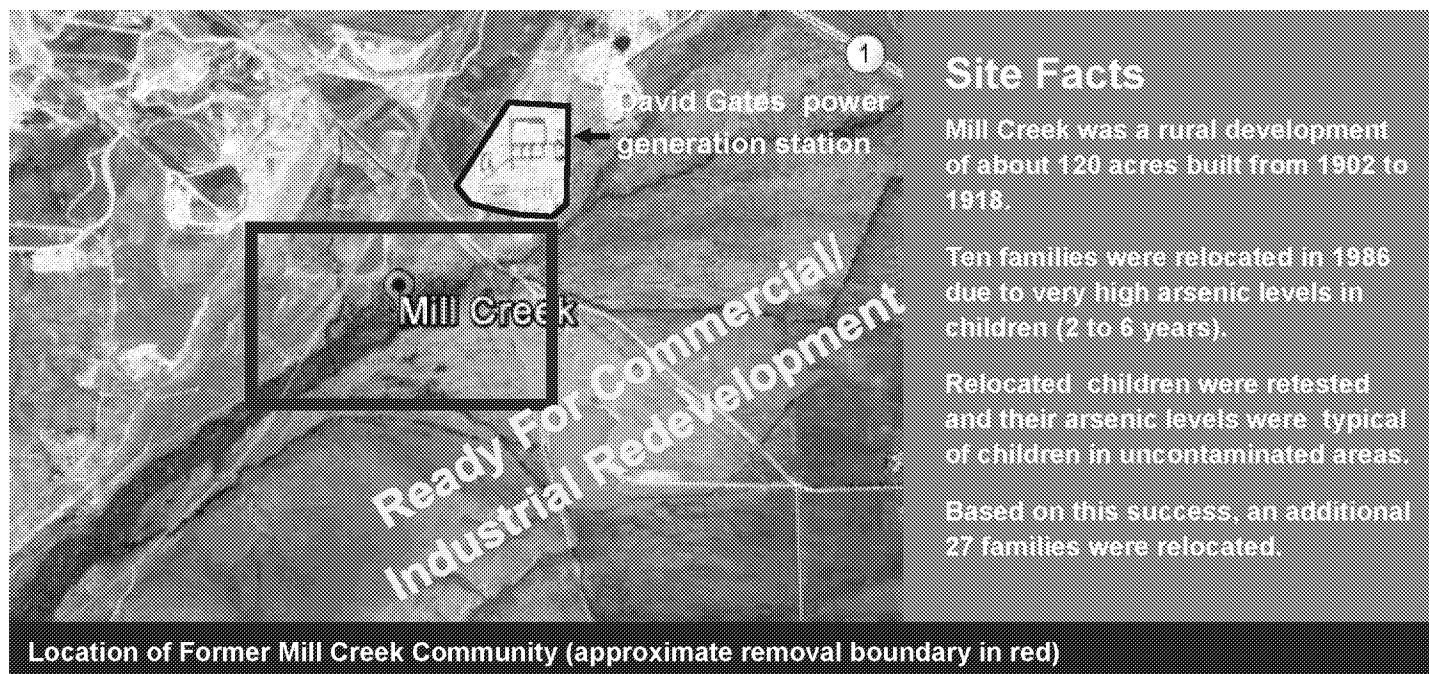 1
David Gates power
generation station
Mill Creek
Ready For Commercial/
Industrial Redevelopment
Site Facts
Mill Creek was a rural development
of about 120 acres built from 1902 to
1918.
Ten families were relocated in 1986
due to very high arsenic levels in
children (2 to 6 years).
Relocated children were retested
and their arsenic levels were typical
of children in uncontaminated areas.
Based on this success, an additional
27 families were relocated.
Location of Former Mill Creek Community (approximate removal boundary in red)